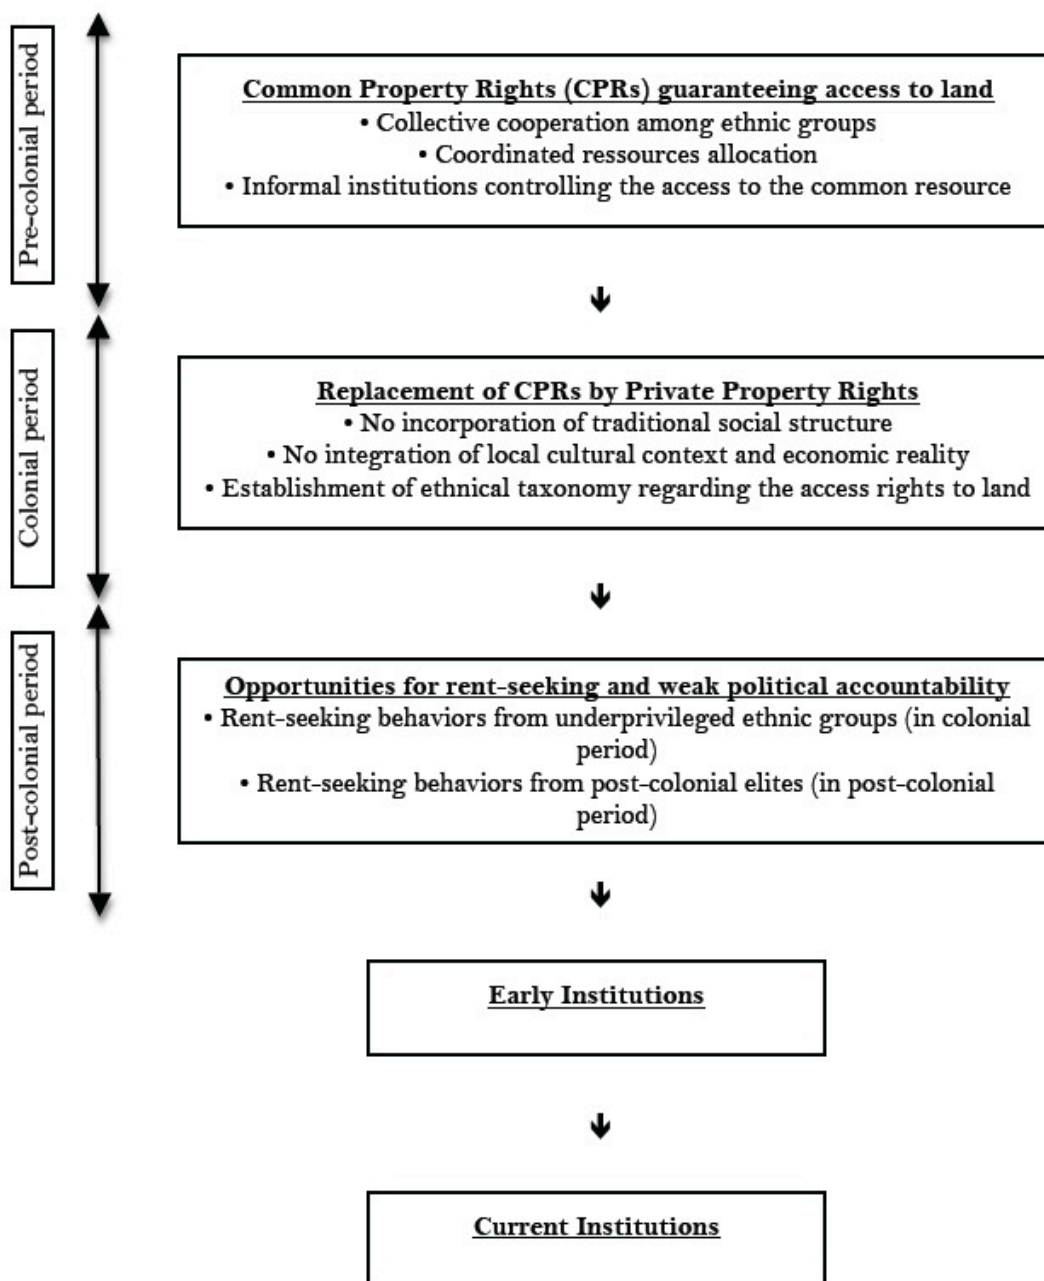 Pre-colonial period
Common Property Rights (CPRs) guaranteeing access to land
• Collective cooperation among ethnic groups
• Coordinated ressources allocation
• Informal institutions controlling the access to the common resource
Colonial period
Replacement of CPRs by Private Property Rights
• No incorporation of traditional social structure
• No integration of local cultural context and economic reality
• Establishment of ethnical taxonomy regarding the access rights to land
Post-colonial period
Opportunities for rent-seeking and weak political accountability
• Rent-seeking behaviors from underprivileged ethnic groups (in colonial
period)
• Rent-seeking behaviors from post-colonial elites (in post-colonial
period)
Early Institutions
Current Institutions